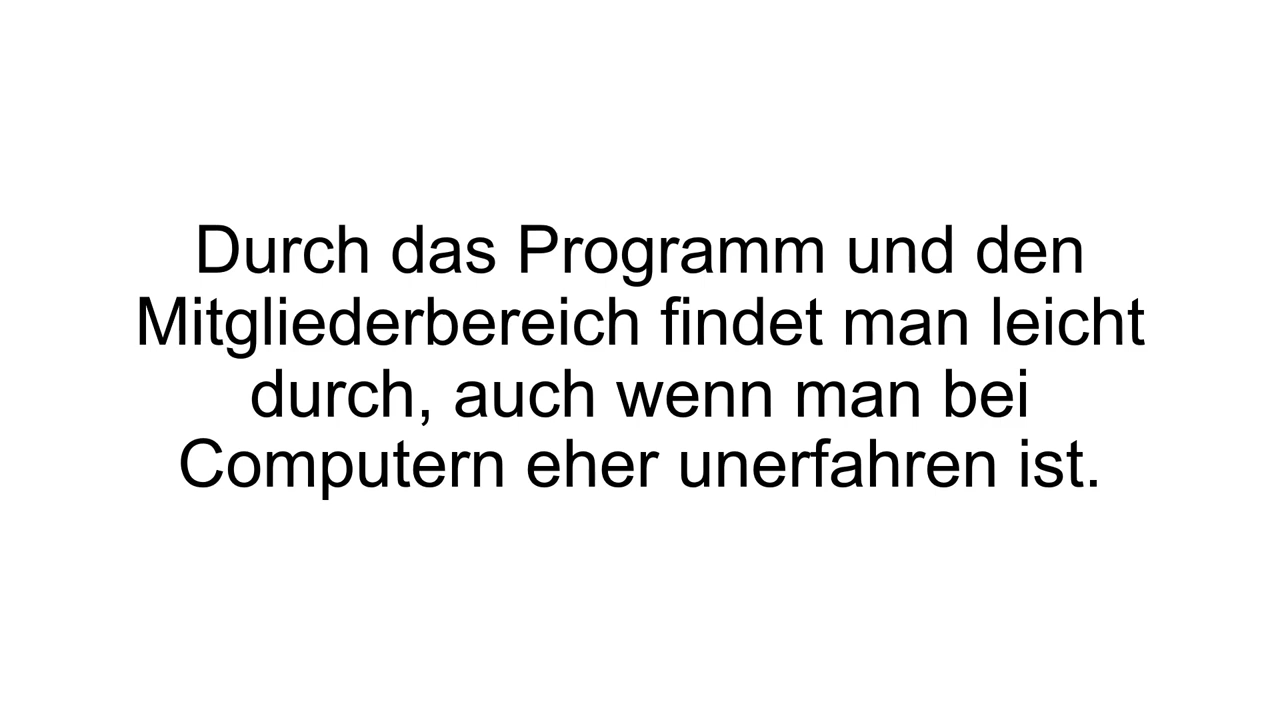 Durch das Programm und den
Mitgliederbereich findet man leicht
durch, auch wenn man bei
Computern eher unerfahren ist.